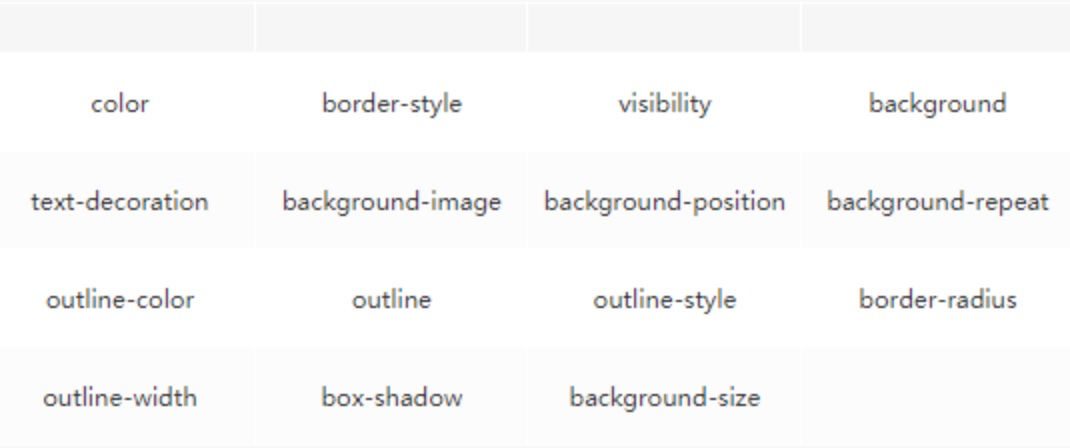 color border-style visibility background
text-decoration background-image background-position background-repeat
outline-color outline outline-style border-radius
outline-width box-shadow background-size